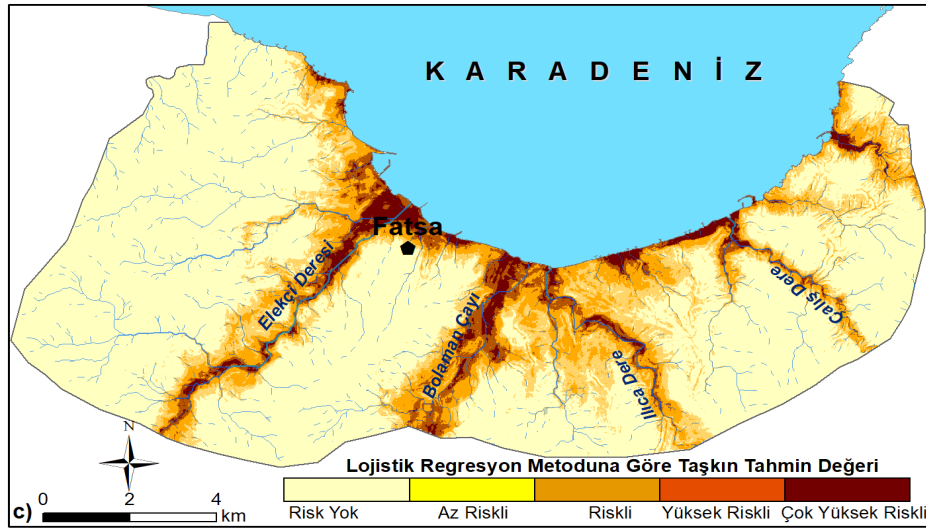 K A R A D E N İ Z
Fatsa
Elekçi Deresi
Bolaman Çayı
Ilıca Dere
Çalış Dere
N
Lojistik Regresyon Metoduna Göre Taşkın Tahmin Değeri
Risk Yok Az Riskli Riskli Yüksek Riskli Çok Yüksek Riskli
0 2 4
km
c)